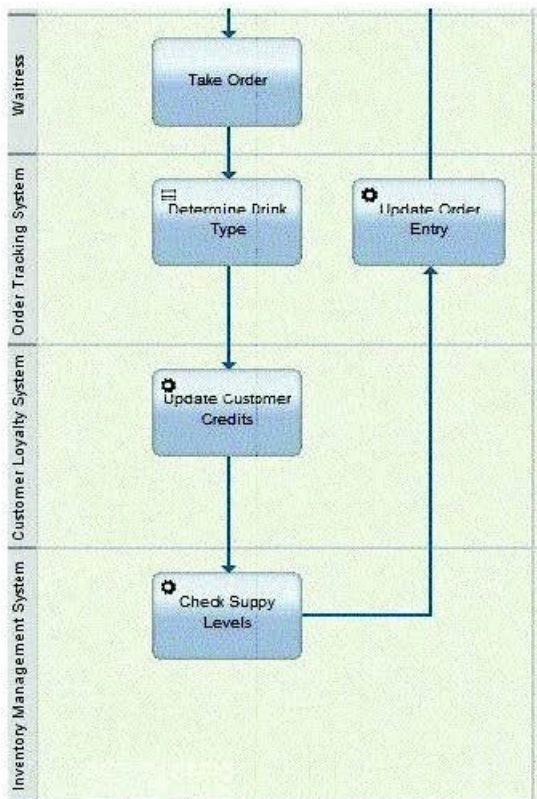 Waitress
Take Order
Order Tracking System
Determine Drink
Type
Update Order
Entry
Customer Loyalty System
Update Customer
Credits
Inventory Management System
Check Suppy
Levels